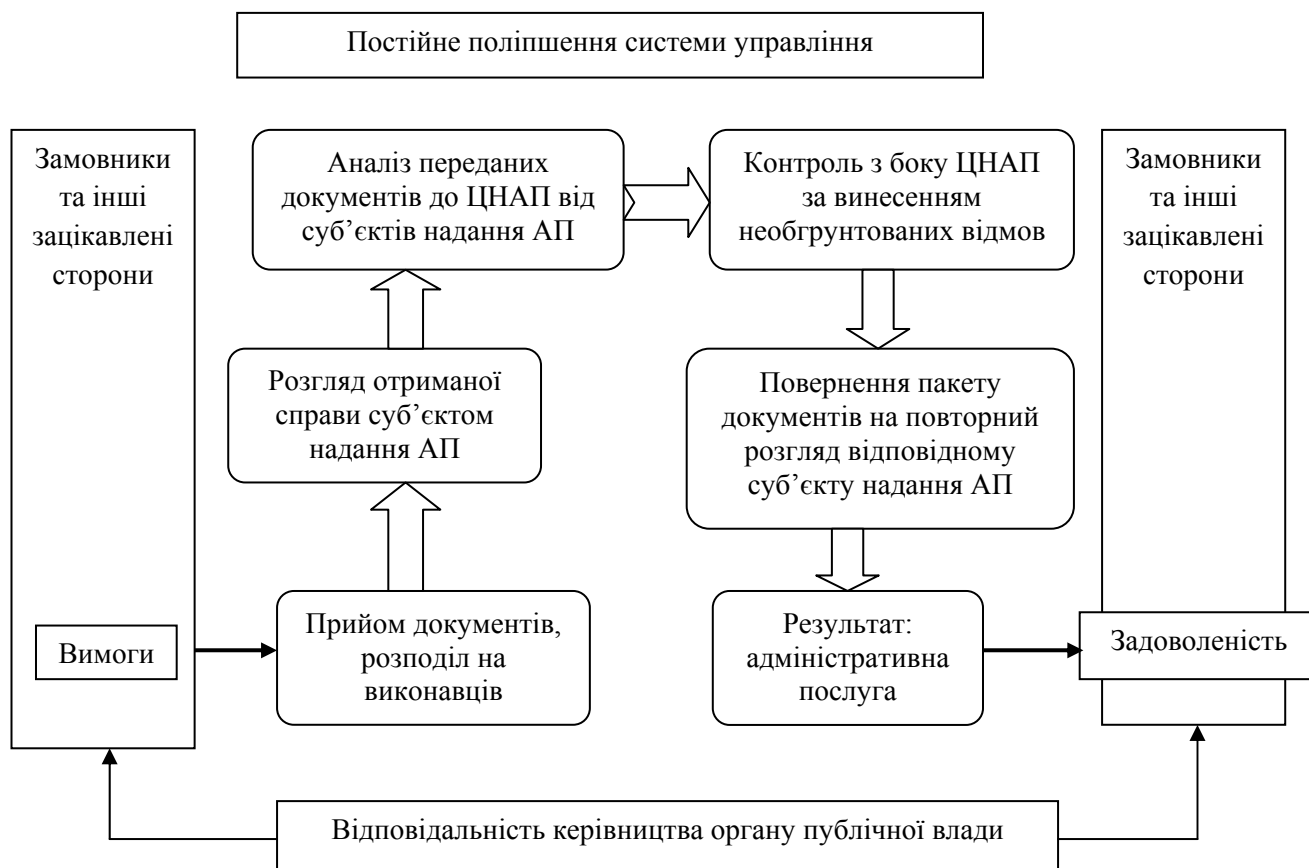 Постійне поліпшення системи управління
Замовники
та інші
зацікавлені
сторони
Вимоги
Аналіз переданих
документів до ЦНАП від
суб’єктів надання АП
Розгляд отриманої
справи суб’єктом
надання АП
Прийом документів,
розподіл на
виконавців
Контроль з боку ЦНАП
за винесенням
необгрунтованих відмов
Повернення пакету
документів на повторний
розгляд відповідному
суб’єкту надання АП
Результат:
адміністративна
послуга
Замовники
та інші
зацікавлені
сторони
Задоволеність
Відповідальність керівництва органу публічної влади